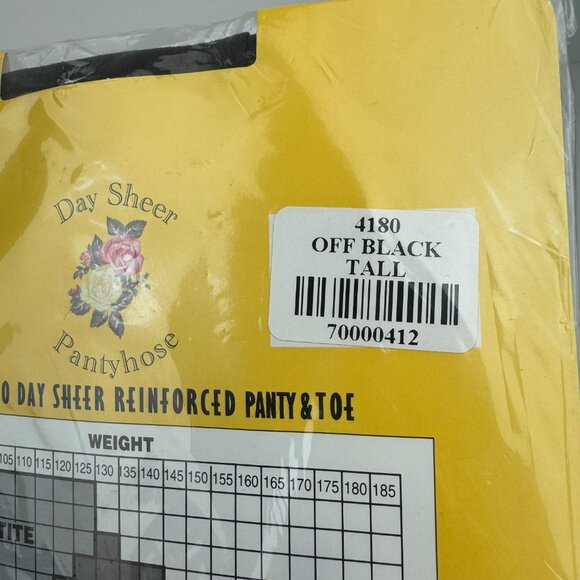 Day Sheer
Pantyhose
4180
OFF BLACK
TALL
70000412
O DAY SHEER REINFORCED PANTY & TOE
WEIGHT
105 110 115 120 125 130 135 140 145 150 155 160 165 170 175 180 185
TITE